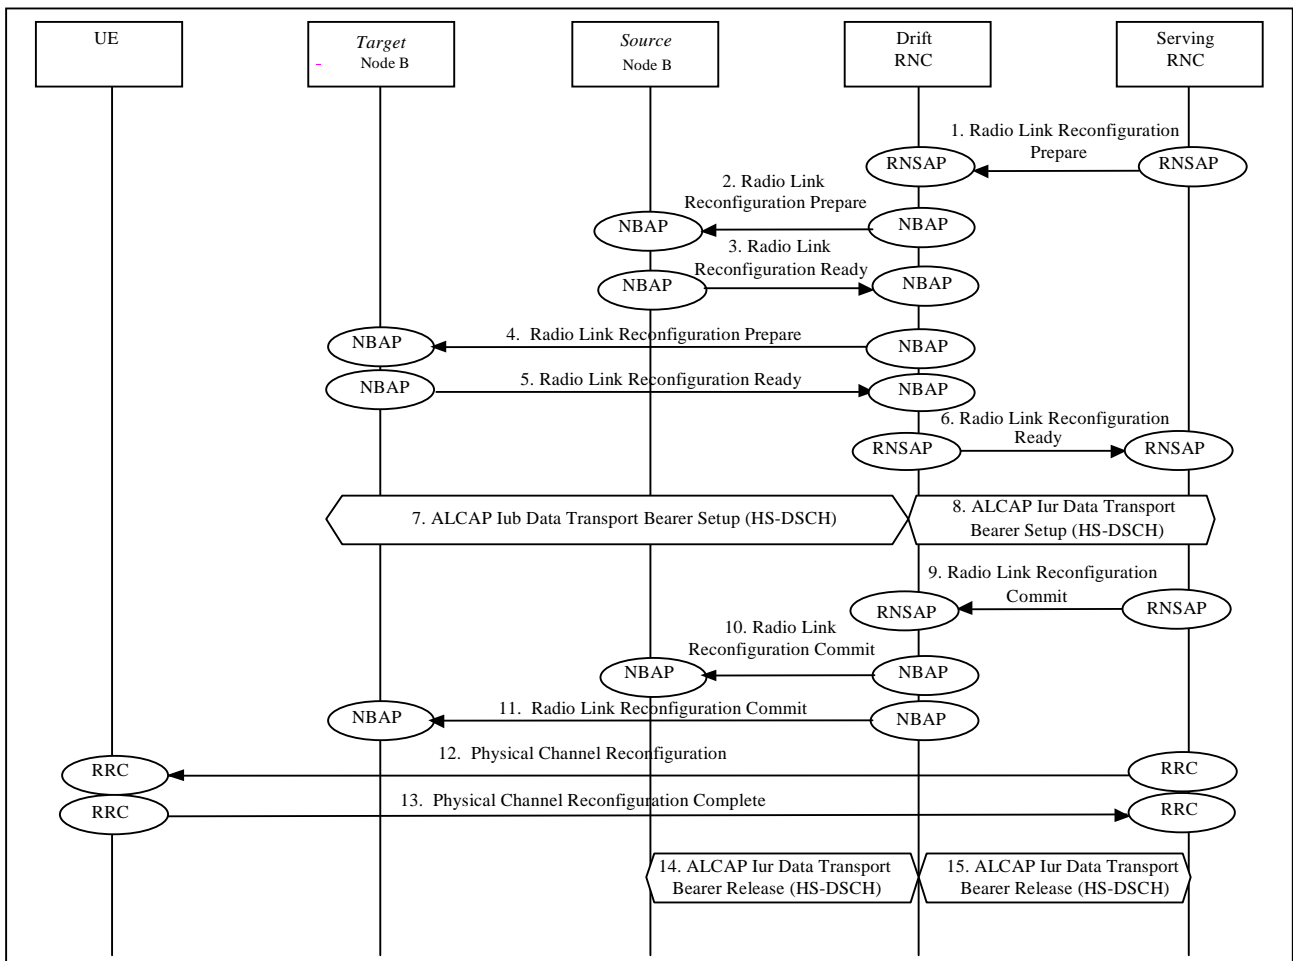 UE
Target
- Node B
Source
Node B
Drift
RNC
Serving
RNC
1. Radio Link Reconfiguration
Prepare
RNSAP
RNSAP
2. Radio Link
Reconfiguration Prepare
NBAP
NBAP
3. Radio Link
Reconfiguration Ready
NBAP
NBAP
4. Radio Link Reconfiguration Prepare
NBAP
NBAP
5. Radio Link Reconfiguration Ready
NBAP
NBAP
6. Radio Link Reconfiguration
Ready
RNSAP
RNSAP
7. ALCAP Iub Data Transport Bearer Setup (HS-DSCH)
8. ALCAP Iur Data Transport
Bearer Setup (HS-DSCH)
9. Radio Link Reconfiguration
Commit
RNSAP
RNSAP
10. Radio Link
Reconfiguration Commit
NBAP
NBAP
11. Radio Link Reconfiguration Commit
NBAP
NBAP
12. Physical Channel Reconfiguration
RRC
RRC
13. Physical Channel Reconfiguration Complete
RRC
RRC
14. ALCAP Iur Data Transport
Bearer Release (HS-DSCH)
15. ALCAP Iur Data Transport
Bearer Release (HS-DSCH)